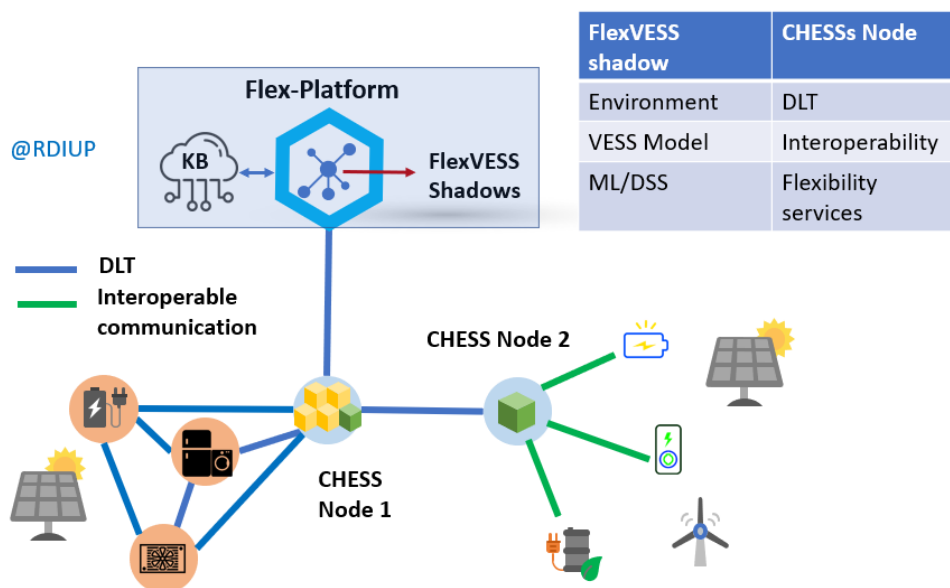 Flex-Platform
KB
FlexVESS
Shadows
@RDIUP
FlexVESS
shadow
CHESSs Node
Environment
DLT
VESS Model
Interoperability
ML/DSS
Flexibility
services
DLT
Interoperable
communication
CHESS Node 2
CHESS
Node 1